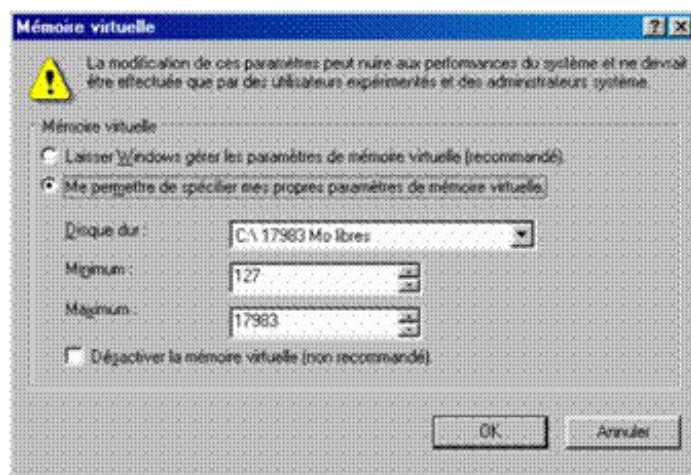 Mémoire virtuelle
La modification de ces paramètres peut nuire aux performances du système et ne devrait
être effectuée que par des utilisateurs expérimentés et des administrateurs système.
Mémoire virtuelle
Laisser Windows gérer les paramètres de mémoire virtuelle (recommandé).
Me permettre de spécifier mes propres paramètres de mémoire virtuelle.
Disque dur : C:\ 17983 Mo libres
Minimum : 127
Maximum : 17983
Désactiver la mémoire virtuelle (non recommandé).
OK Annuler